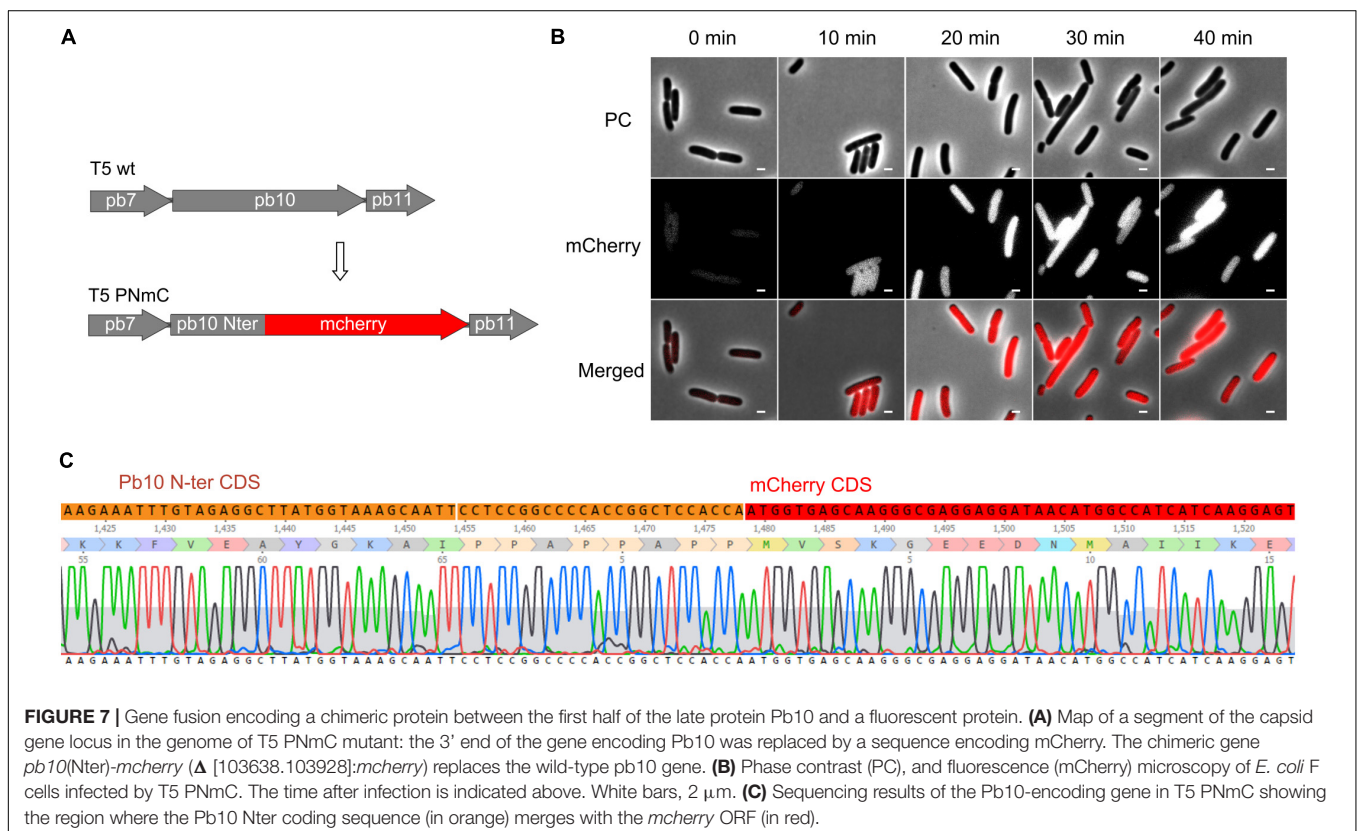 A
T5 wt
pb7 pb10 pb11
T5 PNmC
pb7 pb10 Nter mcherry pb11
B
0 min 10 min 20 min 30 min 40 min
PC
mCherry
Merged
C
Pb10 N-ter CDS mCherry CDS
AAGAAATTTGTAGAGGCTTATGGTAAAGCAATTCCTCCGGCCCCACCGGCTCCACCAATGGTGAGCAAGGGCGAGGAGGATAACATGGCCATCATCAAGGAGT
1,425 1,430 1,435 1,440 1,445 1,450 1,455 1,460 1,465 1,470 1,475 1,480 1,485 1,490 1,495 1,500 1,505 1,510 1,515 1,520
K K F V E A Y G K A I P P A P P A P P M V S K G E E D N M A I I K E
55 60 65 5 5 10 15
AAGAAATTTGTAGAGGCTTATGGTAAAGCAATTCCTCCGGCCCCACCGGCTCCACCAATGGTGAGCAAGGGCGAGGAGGATAACATGGCCATCATCAAGGAGT
FIGURE 7 | Gene fusion encoding a chimeric protein between the first half of the late protein Pb10 and a fluorescent protein. (A) Map of a segment of the capsid
gene locus in the genome of T5 PNmC mutant: the 3' end of the gene encoding Pb10 was replaced by a sequence encoding mCherry. The chimeric gene
pb10(Nter)-mcherry (Δ [103638.103928]:mcherry) replaces the wild-type pb10 gene. (B) Phase contrast (PC), and fluorescence (mCherry) microscopy of E. coli F
cells infected by T5 PNmC. The time after infection is indicated above. White bars, 2 μm. (C) Sequencing results of the Pb10-encoding gene in T5 PNmC showing
the region where the Pb10 Nter coding sequence (in orange) merges with the mcherry ORF (in red).